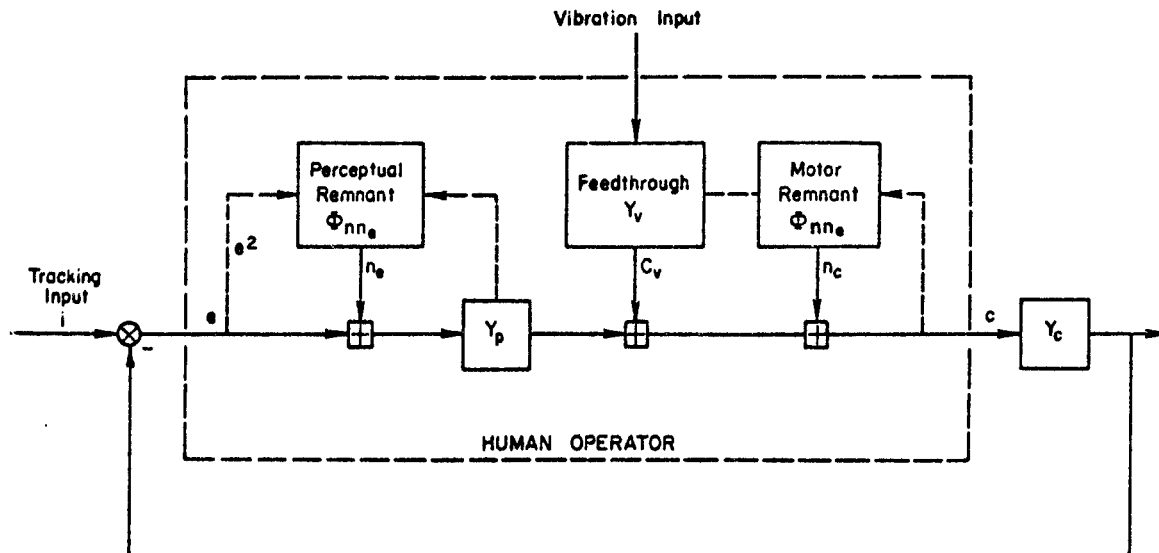 Vibration Input
Perceptual
Remnant
Φnne
Feedthrough
Yv
Motor
Remnant
Φnne
e²
ne
Cv
nc
Tracking
Input
i
e
-
Yp
c
Yc
HUMAN OPERATOR